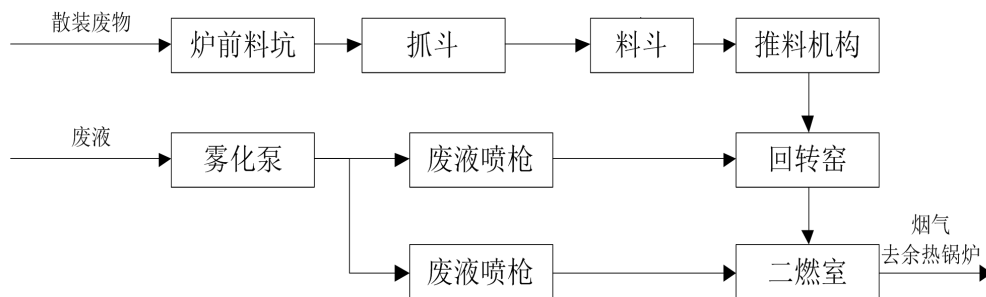 散装废物
炉前料坑
抓斗
料斗
推料机构
废液
雾化泵
废液喷枪
回转窑
废液喷枪
二燃室
烟气
去余热锅炉